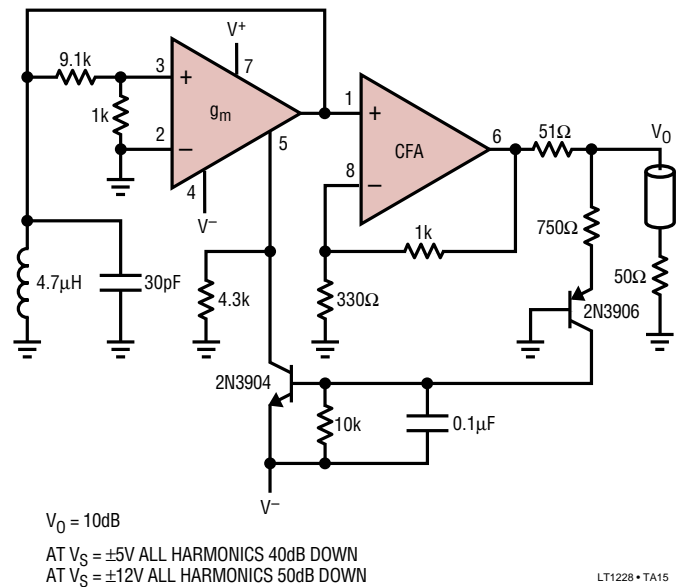 V+
9.1k
3
+
7
1k
gm
1
+
6
51Ω
VO
2
–
5
CFA
8
–
4
V–
1k
750Ω
50Ω
4.7µH
30pF
4.3k
330Ω
2N3906
2N3904
10k
0.1µF
V–
VO = 10dB
AT VS = ±5V ALL HARMONICS 40dB DOWN
AT VS = ±12V ALL HARMONICS 50dB DOWN
LT1228 • TA15